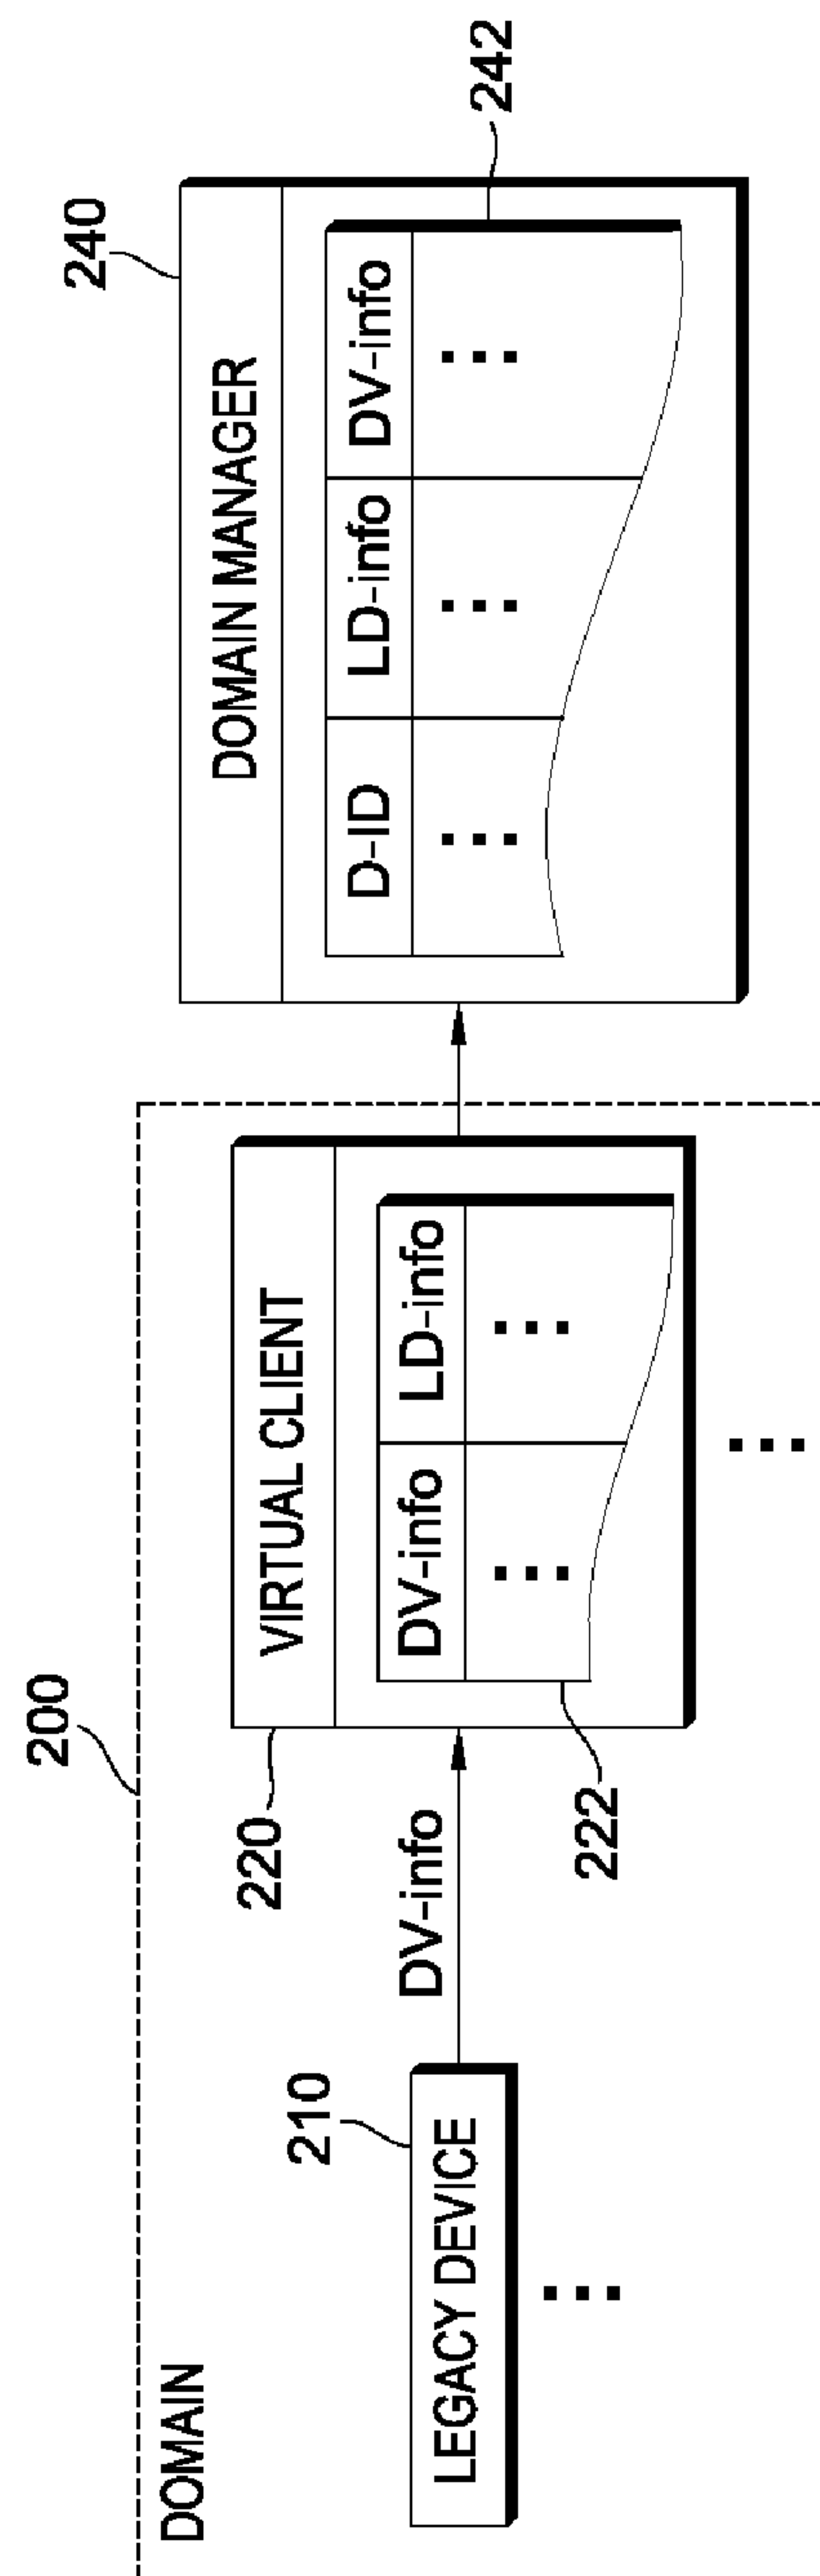 DOMAIN
200
LEGACY DEVICE
210
DV-info
VIRTUAL CLIENT
220
DV-info LD-info
222
DOMAIN MANAGER
240
D-ID LD-info DV-info
242